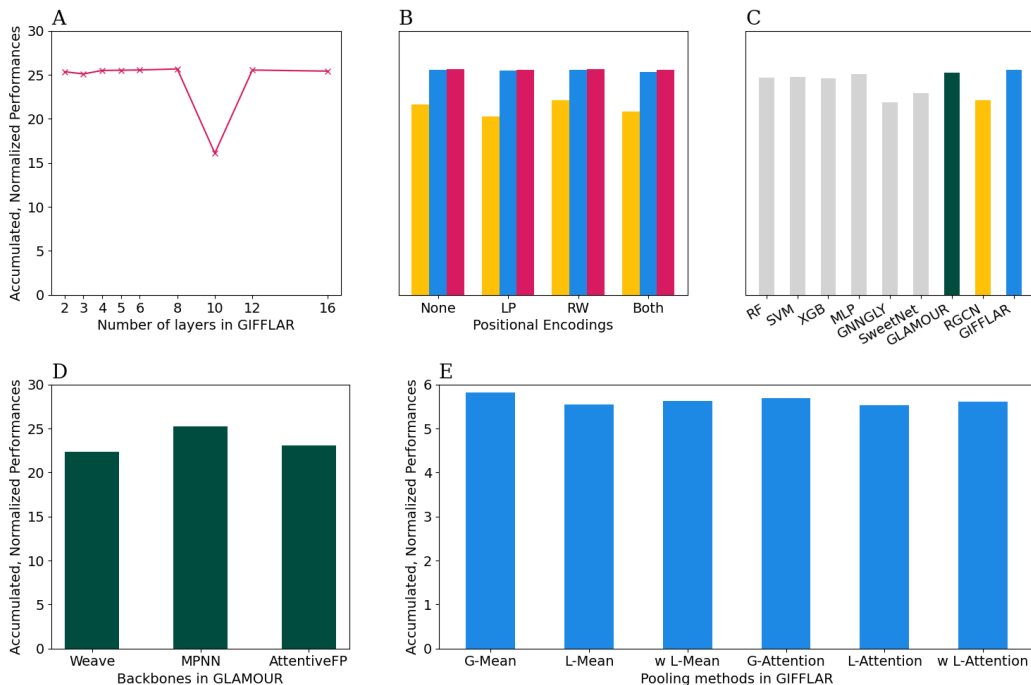 A
Accumulated, Normalized Performances
30
25
20
15
10
5
0
2 3 4 5 6 8 10 12 16
Number of layers in GIFFLAR
B
None LP RW Both
Positional Encodings
C
RF SVM XGB MLP GNNGLY SweetNet GLAMOUR RGCN GIFFLAR
D
Accumulated, Normalized Performances
30
25
20
15
10
5
0
Weave MPNN AttentiveFP
Backbones in GLAMOUR
E
Accumulated, Normalized Performances
6
5
4
3
2
1
0
G-Mean L-Mean w L-Mean G-Attention L-Attention w L-Attention
Pooling methods in GIFFLAR